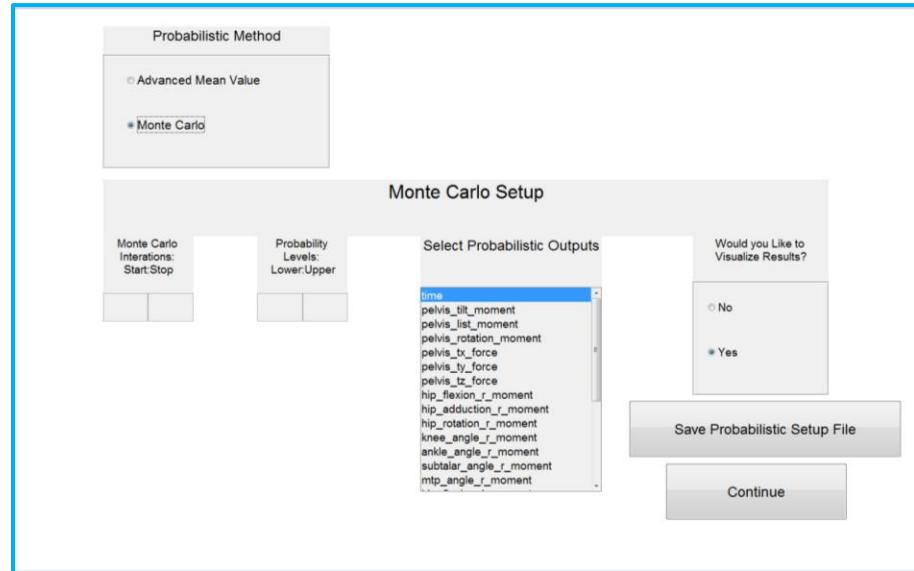 Probabilistic Method
Advanced Mean Value
Monte Carlo
Monte Carlo Setup
Monte Carlo
Interations:
Start:Stop
Probability
Levels:
Lower:Upper
Select Probabilistic Outputs
Would you Like to
Visualize Results?
time
pelvis_tilt_moment
pelvis_list_moment
pelvis_rotation_moment
pelvis_tx_force
pelvis_ty_force
pelvis_tz_force
hip_flexion_r_moment
hip_adduction_r_moment
hip_rotation_r_moment
knee_angle_r_moment
ankle_angle_r_moment
subtalar_angle_r_moment
mtp_angle_r_moment
No
Yes
Save Probabilistic Setup File
Continue